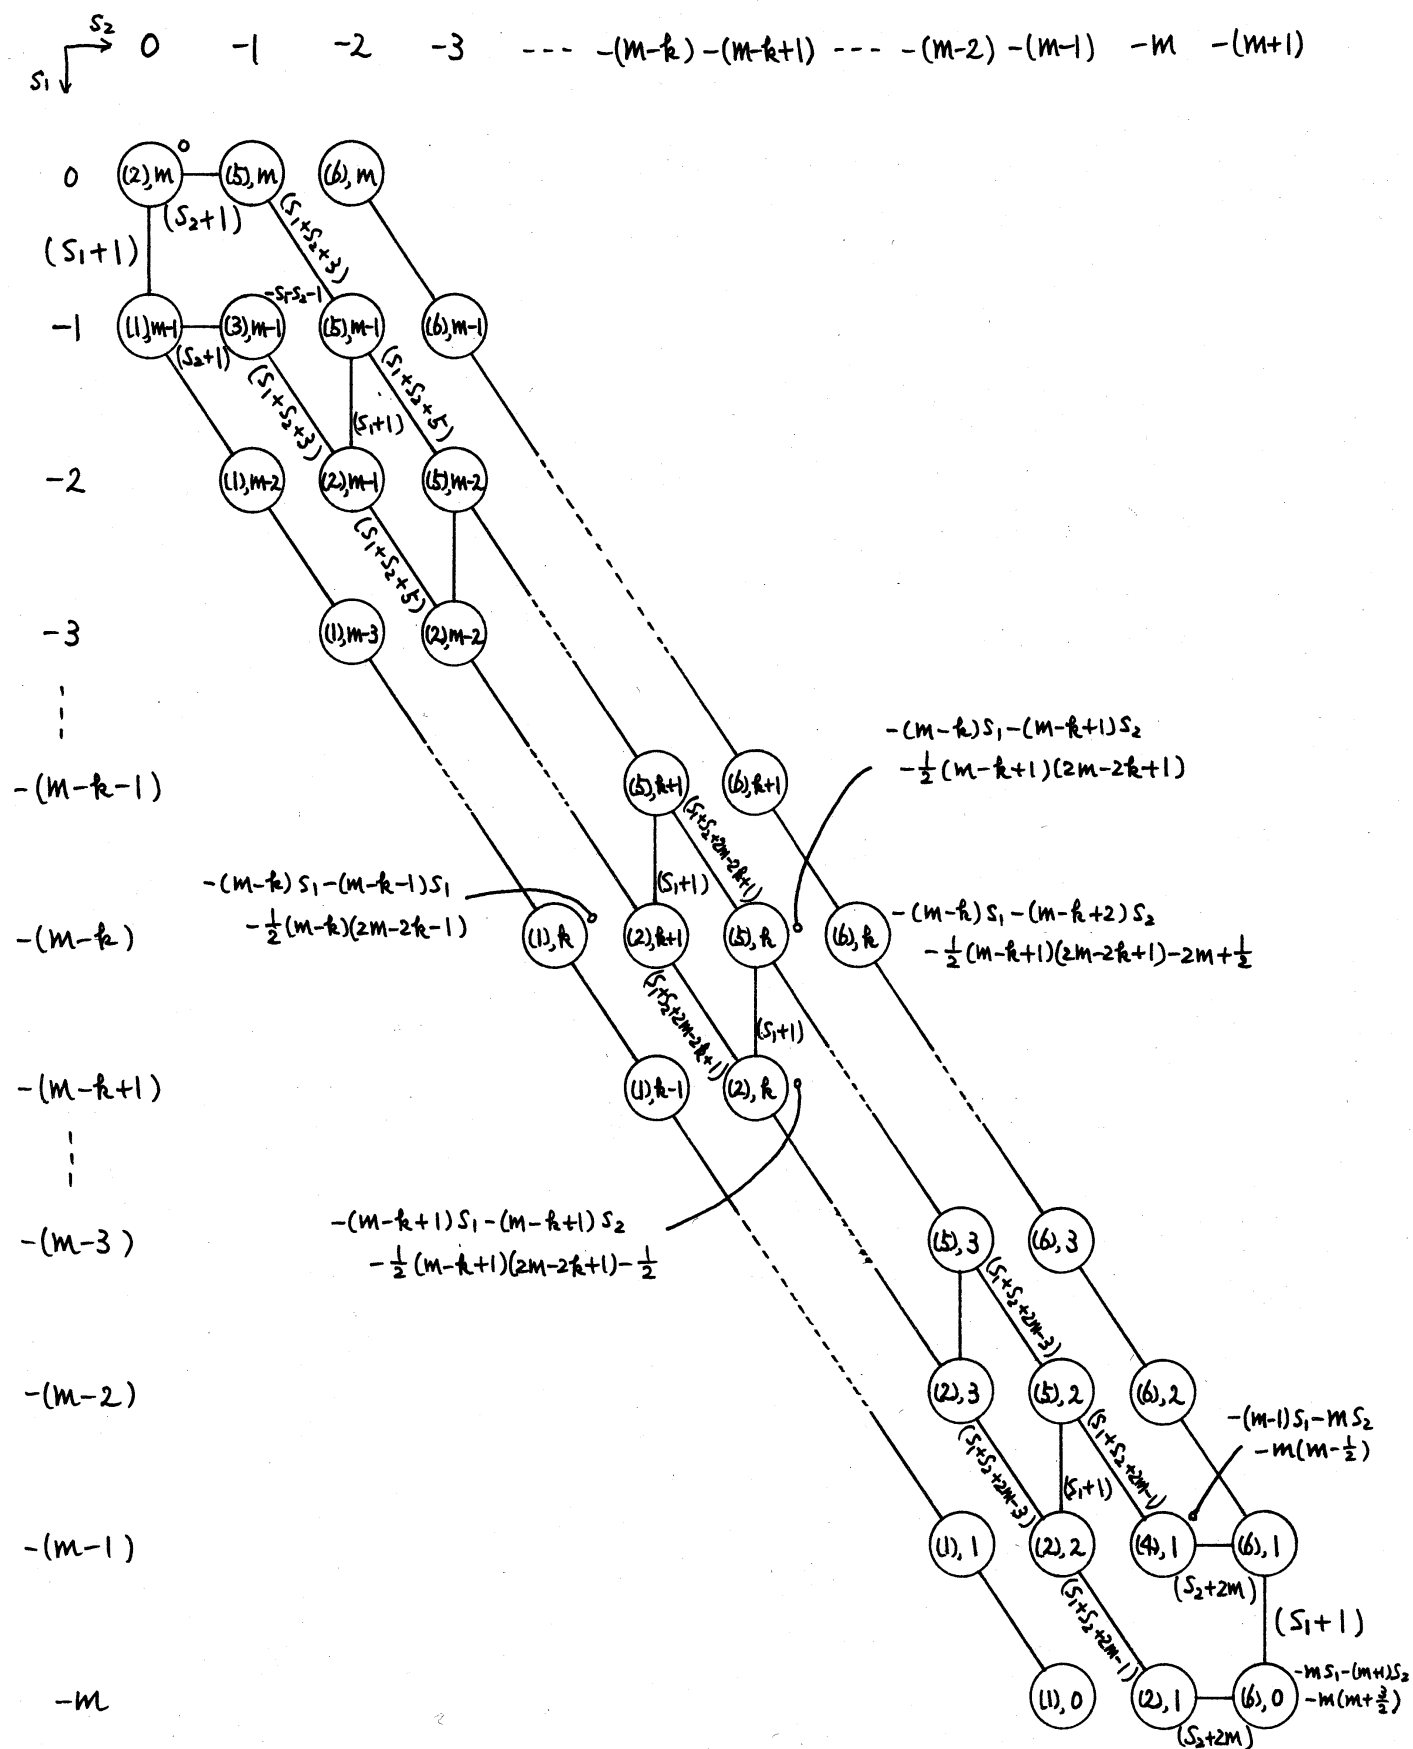 S₂
0 -1 -2 -3 --- -(m-k) -(m-k+1) --- -(m-2) -(m-1) -m -(m+1)
S₁
0
(2),m
0
(5),m
(6),m
(S₂+1)
(S₁+S₂+3)
(S₁+1)
-1
(1),m-1
(3),m-1
-S₁-S₂-1
(5),m-1
(6),m-1
(S₂+1)
(S₁+S₂+3)
(S₁+1)
(S₁+S₂+5)
-2
(1),m-2
(2),m-1
(5),m-2
(S₁+S₂+5)
-3
(1),m-3
(2),m-2
-(m-k)S₁-(m-k+1)S₂
-½(m-k+1)(2m-2k+1)
-(m-k-1)
(5),k+1
(6),k+1
(S₁+S₂+2m-2k+1)
-(m-k)S₁-(m-k-1)S₁
-½(m-k)(2m-2k-1)
(S₁+1)
-(m-k)
(1),k
(2),k+1
(5),k
(6),k
-(m-k)S₁-(m-k+2)S₂
-½(m-k+1)(2m-2k+1)-2m+½
(S₁+S₂+2m-2k+1)
(S₁+1)
-(m-k+1)
(1),k-1
(2),k
-(m-k+1)S₁-(m-k+1)S₂
-½(m-k+1)(2m-2k+1)-½
-(m-3)
(5),3
(6),3
(S₁+S₂+2m-3)
-(m-2)
(2),3
(5),2
(6),2
-(m-1)S₁-mS₂
-m(m-½)
(S₁+S₂+2m-3)
(S₁+1)
(S₁+S₂+2m-1)
-(m-1)
(1),1
(2),2
(4),1
(6),1
(S₂+2m)
(S₁+S₂+2m-1)
(S₁+1)
-m
(1),0
(2),1
(6),0
-mS₁-(m+1)S₂
-m(m+3/2)
(S₂+2m)